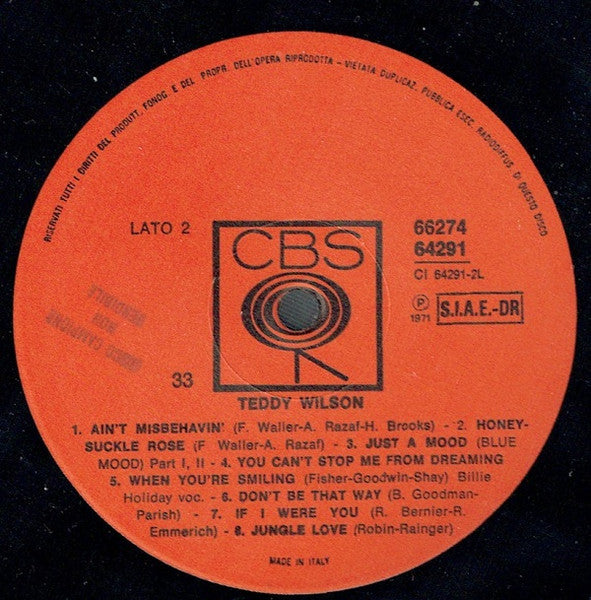 RISERVATI TUTTI I DIRITTI DEL PRODUTT. FONOG. E DEL PROPR. DELL'OPERA RIPRODOTTA - VIETATA DUPLICAZ. PUBBLICA ESEC. RADIODIFFUS. DI QUESTO DISCO
LATO 2
CBS
66274
64291
CI 64291-2L
P
1971
S.I.A.E.-DR
33
TEDDY WILSON
1. AIN'T MISBEHAVIN' (F. Waller-A. Razaf-H. Brooks) - 2. HONEY-
SUCKLE ROSE (F Waller-A. Razaf) - 3. JUST A MOOD (BLUE
MOOD) Part I, II - 4. YOU CAN'T STOP ME FROM DREAMING
5. WHEN YOU'RE SMILING (Fisher-Goodwin-Shay) Billie
Holiday voc. - 6. DON'T BE THAT WAY (B. Goodman-
Parish) - 7. IF I WERE YOU (R. Bernier-R.
Emmerich) - 8. JUNGLE LOVE (Robin-Rainger)
MADE IN ITALY